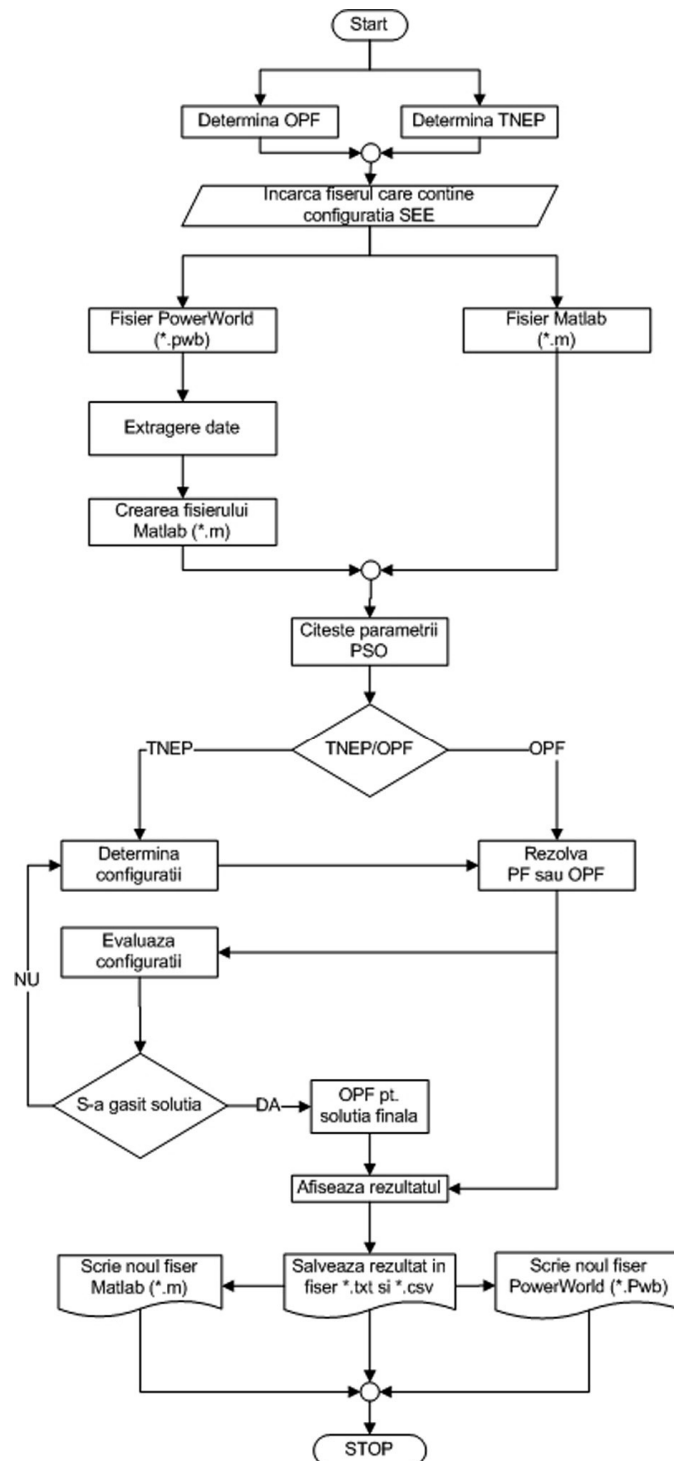 Start
Determina OPF
Determina TNEP
Incarca fiserul care contine
configuratia SEE
Fisier PowerWorld
(*.pwb)
Fisier Matlab
(*.m)
Extragere date
Crearea fisierului
Matlab (*.m)
Citeste parametrii
PSO
TNEP
TNEP/OPF
OPF
Determina
configuratii
Rezolva
PF sau OPF
Evaluaza
configuratii
NU
S-a gasit solutia
DA
OPF pt.
solutia finala
Afiseaza rezultatul
Scrie noul fiser
Matlab (*.m)
Salveaza rezultat in
fiser *.txt si *.csv
Scrie noul fiser
PowerWorld (*.Pwb)
STOP